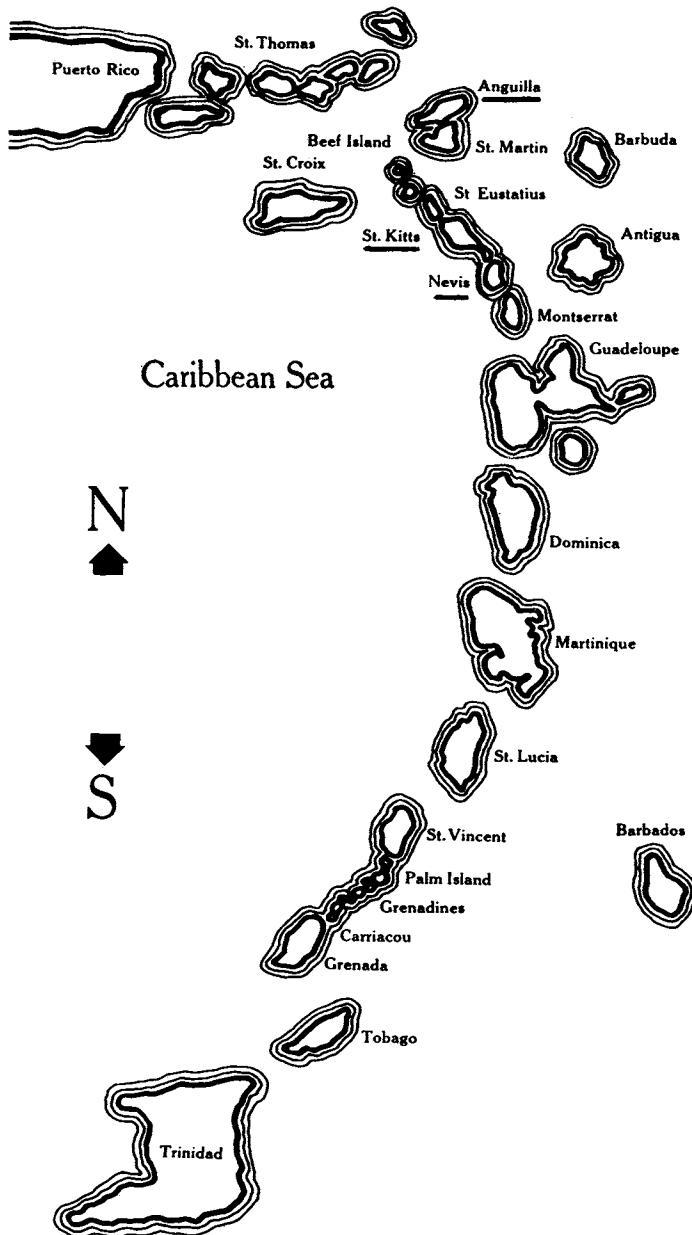 St. Thomas
Puerto Rico
Anguilla
Beef Island
St. Martin
Barbuda
St. Croix
St Eustatius
St. Kitts
Antigua
Nevis
Montserrat
Guadeloupe
Caribbean Sea
N
Dominica
Martinique
S
St. Lucia
St. Vincent
Barbados
Palm Island
Grenadines
Carriacou
Grenada
Tobago
Trinidad